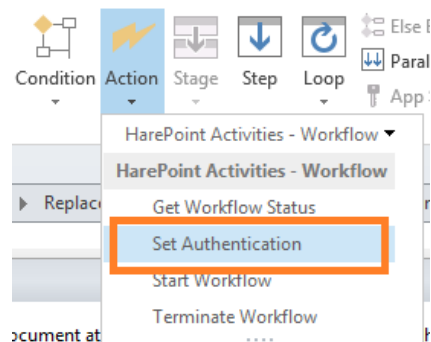 Condition Action Stage Step Loop
Else
Paral
App
HarePoint Activities - Workflow
HarePoint Activities - Workflow
Replac
Get Workflow Status
Set Authentication
Start Workflow
Terminate Workflow
ocument at